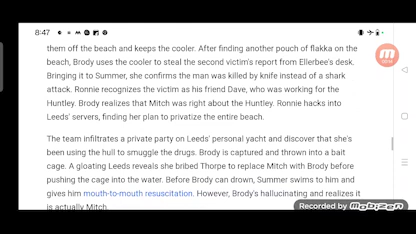 8:47
them off the beach and keeps the cooler. After finding another pouch of flakka on the
beach, Brody uses the cooler to steal the second victim's report from Ellerbee's desk.
Bringing it to Summer, she confirms the man was killed by knife instead of a shark
attack. Ronnie recognizes the victim as his friend Dave, who was working for the
Huntley. Brody realizes that Mitch was right about the Huntley. Ronnie hacks into
Leeds' servers, finding her plan to privatize the entire beach.
The team infiltrates a private party on Leeds' personal yacht and discover that she's
been using the hull to smuggle the drugs. Brody is captured and thrown into a bait
cage. A gloating Leeds reveals she bribed Thorpe to replace Mitch with Brody before
pushing the cage into the water. Before Brody can drown, Summer swims to him and
gives him mouth-to-mouth resuscitation. However, Brody's hallucinating and realizes it
is actually Mitch.
Recorded by MOBIZEN